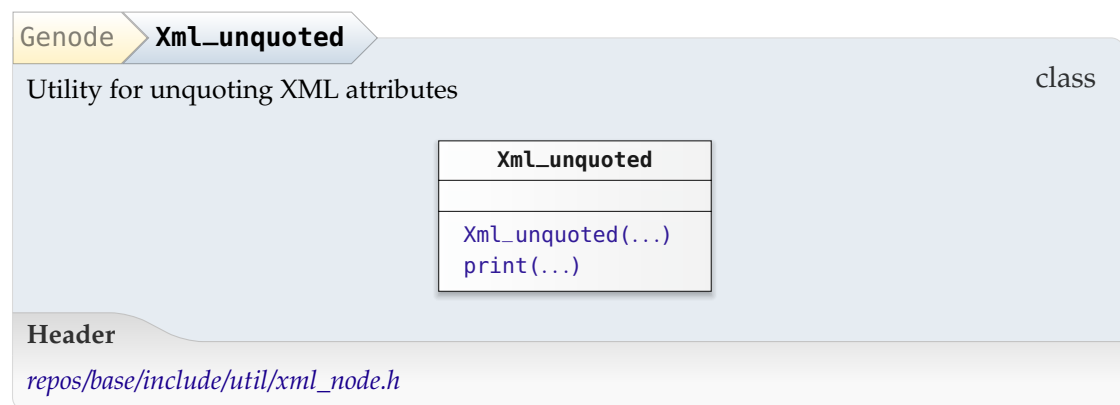 Genode Xml_unquoted
class
Utility for unquoting XML attributes
Xml_unquoted
Xml_unquoted(...)
print(...)
Header
repos/base/include/util/xml_node.h